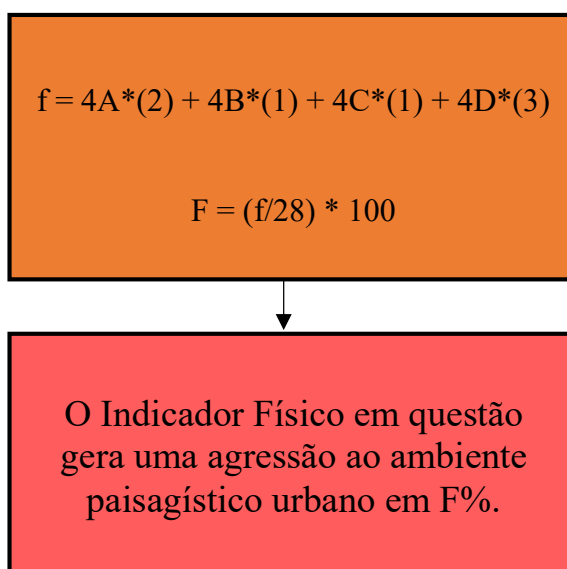 f = 4A*(2) + 4B*(1) + 4C*(1) + 4D*(3)
F = (f/28) * 100
O Indicador Físico em questão
gera uma agressão ao ambiente
paisagístico urbano em F%.